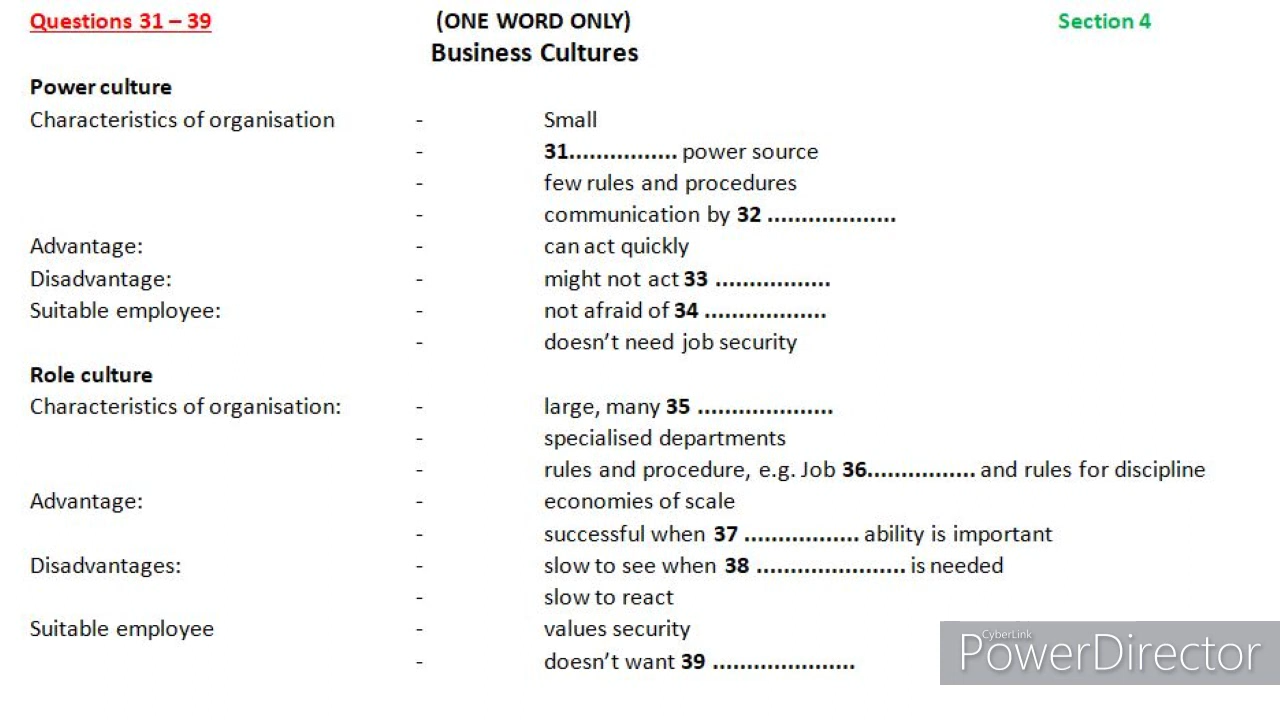 Questions 31 – 39 (ONE WORD ONLY) Section 4
Business Cultures
Power culture
Characteristics of organisation - Small
- 31................ power source
- few rules and procedures
- communication by 32 ...................
Advantage: - can act quickly
Disadvantage: - might not act 33 .................
Suitable employee: - not afraid of 34 ..................
- doesn’t need job security
Role culture
Characteristics of organisation: - large, many 35 ....................
- specialised departments
- rules and procedure, e.g. Job 36................ and rules for discipline
Advantage: - economies of scale
- successful when 37 ................. ability is important
Disadvantages: - slow to see when 38 ...................... is needed
- slow to react
Suitable employee - values security
- doesn’t want 39 .....................
CyberLink
PowerDirector